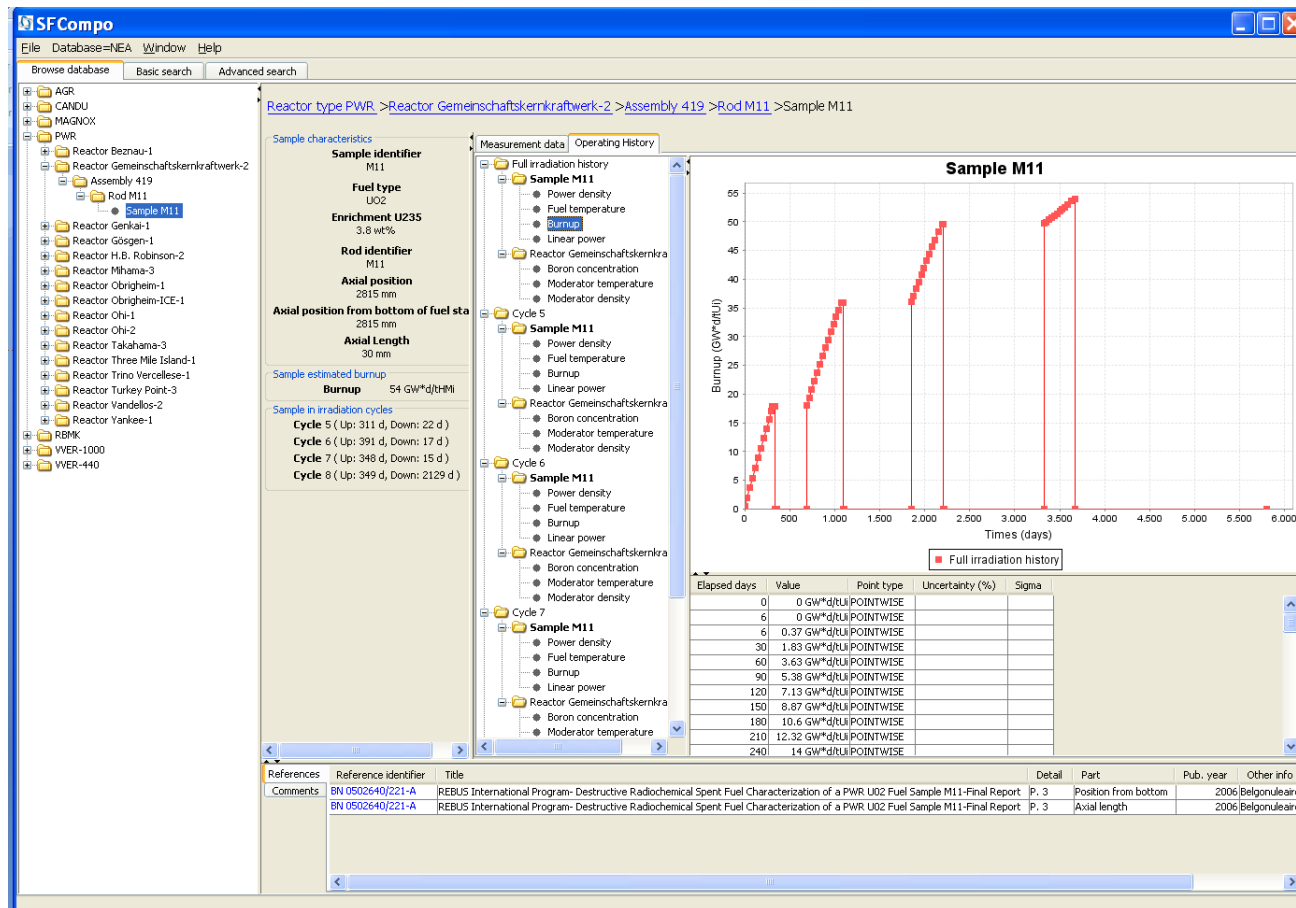 SFCompo
File Database=NEA Window Help
Browse database Basic search Advanced search
AGR
CANDU
MAGNOX
PWR
Reactor Beznau-1
Reactor Gemeinschaftskernkraftwerk-2
Assembly 419
Rod M11
Sample M11
Reactor Genkai-1
Reactor Gösgen-1
Reactor H.B. Robinson-2
Reactor Mihama-3
Reactor Obrigheim-1
Reactor Obrigheim-ICE-1
Reactor Ohi-1
Reactor Ohi-2
Reactor Takahama-3
Reactor Three Mile Island-1
Reactor Trino Vercellese-1
Reactor Turkey Point-3
Reactor Vandellos-2
Reactor Yankee-1
RBMK
VVER-1000
VVER-440
Reactor type PWR >Reactor Gemeinschaftskernkraftwerk-2 >Assembly 419 >Rod M11 >Sample M11
Sample characteristics
Sample identifier
M11
Fuel type
UO2
Enrichment U235
3.8 wt%
Rod identifier
M11
Axial position
2815 mm
Axial position from bottom of fuel sta
2815 mm
Axial Length
30 mm
Sample estimated burnup
Burnup 54 GW*d/tHMi
Sample in irradiation cycles
Cycle 5 ( Up: 311 d, Down: 22 d )
Cycle 6 ( Up: 391 d, Down: 17 d )
Cycle 7 ( Up: 348 d, Down: 15 d )
Cycle 8 ( Up: 349 d, Down: 2129 d )
Measurement data Operating History
Full irradiation history
Sample M11
Power density
Fuel temperature
Burnup
Linear power
Reactor Gemeinschaftskernkra
Boron concentration
Moderator temperature
Moderator density
Cycle 5
Sample M11
Power density
Fuel temperature
Burnup
Linear power
Reactor Gemeinschaftskernkra
Boron concentration
Moderator temperature
Moderator density
Cycle 6
Sample M11
Power density
Fuel temperature
Burnup
Linear power
Reactor Gemeinschaftskernkra
Boron concentration
Moderator temperature
Moderator density
Cycle 7
Sample M11
Power density
Fuel temperature
Burnup
Linear power
Reactor Gemeinschaftskernkra
Boron concentration
Moderator temperature
Sample M11
Burnup (GW*d/tUi)
55
50
45
40
35
30
25
20
15
10
5
0
0 500 1.000 1.500 2.000 2.500 3.000 3.500 4.000 4.500 5.000 5.500 6.000
Times (days)
Full irradiation history
Elapsed days Value Point type Uncertainty (%) Sigma
0 0 GW*d/tUi POINTWISE
6 0 GW*d/tUi POINTWISE
6 0.37 GW*d/tUi POINTWISE
30 1.83 GW*d/tUi POINTWISE
60 3.63 GW*d/tUi POINTWISE
90 5.38 GW*d/tUi POINTWISE
120 7.13 GW*d/tUi POINTWISE
150 8.87 GW*d/tUi POINTWISE
180 10.6 GW*d/tUi POINTWISE
210 12.32 GW*d/tUi POINTWISE
240 14 GW*d/tUi POINTWISE
References
Comments
Reference identifier Title Detail Part Pub. year Other info
BN 0502640/221-A REBUS International Program- Destructive Radiochemical Spent Fuel Characterization of a PWR U02 Fuel Sample M11-Final Report P. 3 Position from bottom 2006 Belgonuleaire
BN 0502640/221-A REBUS International Program- Destructive Radiochemical Spent Fuel Characterization of a PWR U02 Fuel Sample M11-Final Report P. 3 Axial length 2006 Belgonuleaire